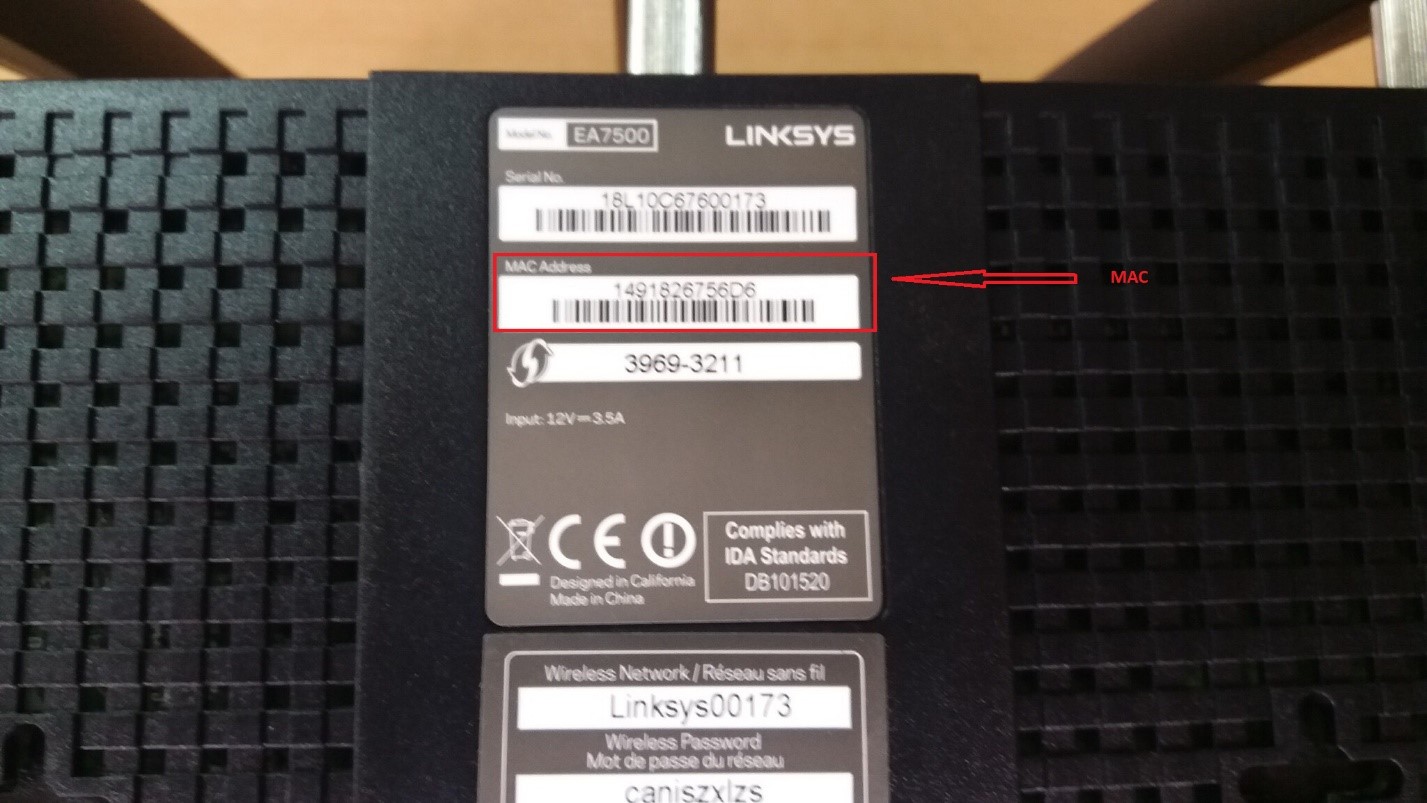 Model No. EA7500 LINKSYS
Serial No.
18L10C67600173
MAC Address
1491826756D6
MAC
3969-3211
Input: 12V⎓3.5A
CE
Complies with
IDA Standards
DB101520
Designed in California
Made in China
Wireless Network / Réseau sans fil
Linksys00173
Wireless Password
Mot de passe du réseau
caniszxlzs